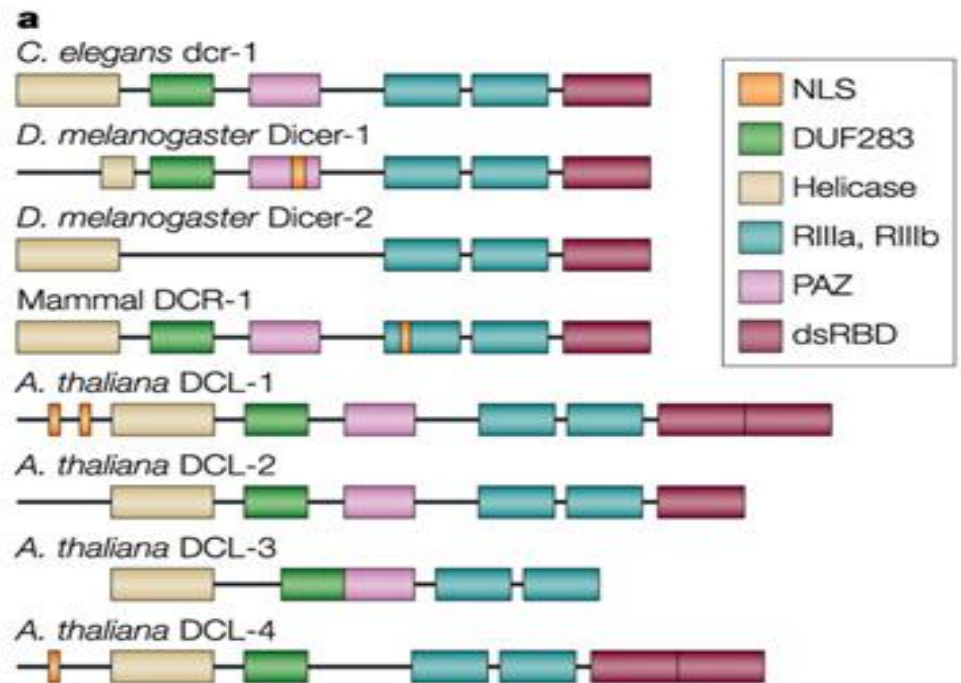 a
C. elegans dcr-1
D. melanogaster Dicer-1
D. melanogaster Dicer-2
Mammal DCR-1
A. thaliana DCL-1
A. thaliana DCL-2
A. thaliana DCL-3
A. thaliana DCL-4
NLS
DUF283
Helicase
RIIIa, RIIIb
PAZ
dsRBD